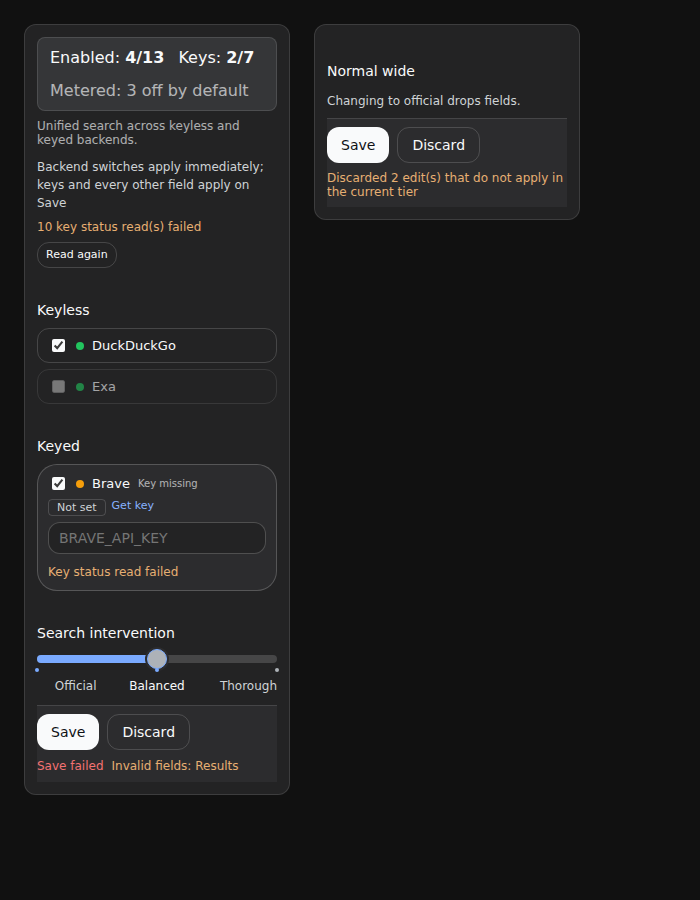 Enabled: 4/13 Keys: 2/7
Metered: 3 off by default
Unified search across keyless and
keyed backends.
Backend switches apply immediately;
keys and every other field apply on
Save
10 key status read(s) failed
Read again
Keyless
DuckDuckGo
Exa
Keyed
Brave Key missing
Not set Get key
BRAVE_API_KEY
Key status read failed
Search intervention
Official Balanced Thorough
Save Discard
Save failed Invalid fields: Results
Normal wide
Changing to official drops fields.
Save Discard
Discarded 2 edit(s) that do not apply in
the current tier